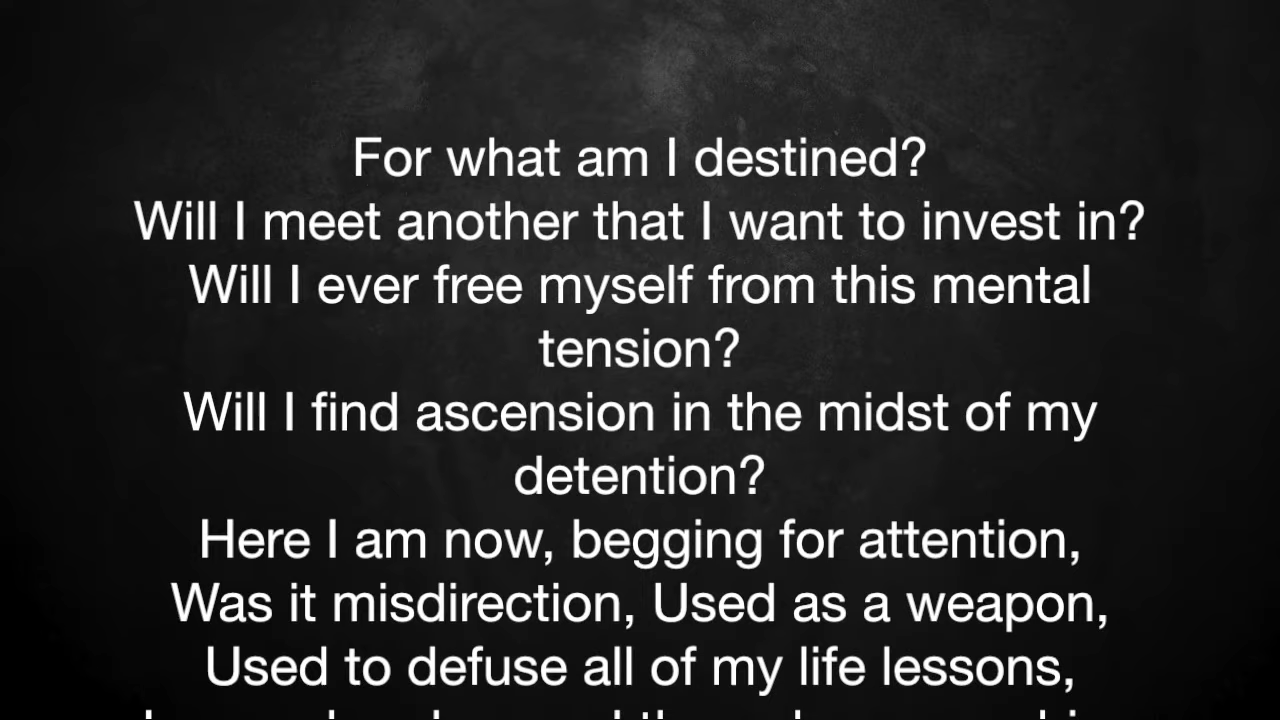 For what am I destined?
Will I meet another that I want to invest in?
Will I ever free myself from this mental
tension?
Will I find ascension in the midst of my
detention?
Here I am now, begging for attention,
Was it misdirection, Used as a weapon,
Used to defuse all of my life lessons,